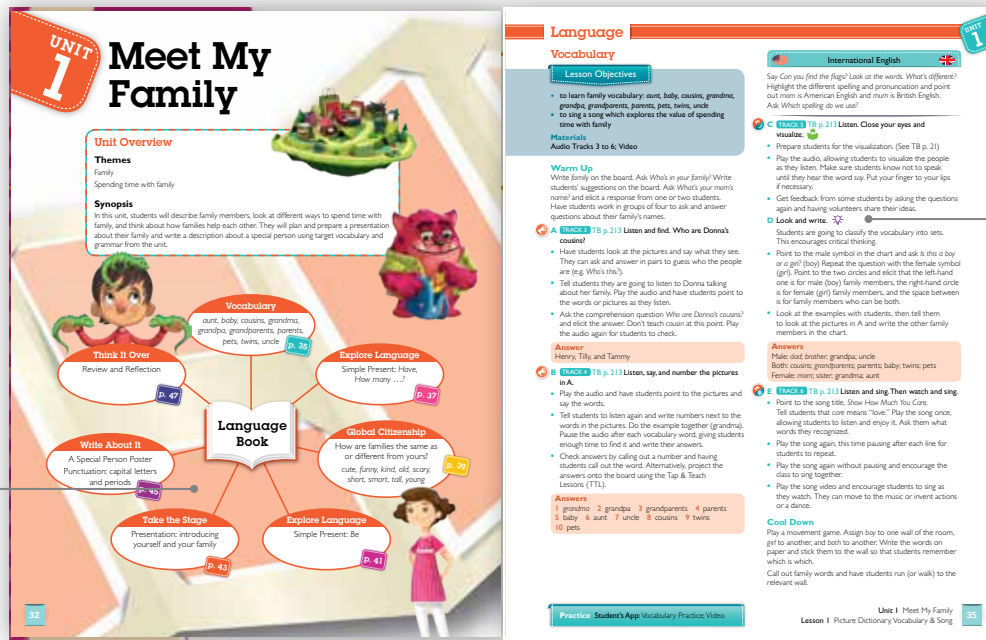 UNIT
1
Meet My
Family
Unit Overview
Themes
Family
Spending time with family
Synopsis
In this unit, students will describe family members, look at different ways to spend time with
family, and think about how families help each other. They will plan and prepare a presentation
about their family and write a description about a special person using target vocabulary and
grammar from the unit.
Vocabulary
aunt, baby, cousins, grandma,
grandpa, grandparents, parents,
pets, twins, uncle
p. 35
Think It Over
Review and Reflection
p. 47
Explore Language
Simple Present: Have,
How many …?
p. 37
Language
Book
Write About It
A Special Person Poster
Punctuation: capital letters
and periods
p. 45
Global Citizenship
How are families the same as
or different from yours?
cute, funny, kind, old, scary,
short, smart, tall, young
p. 39
Take the Stage
Presentation: introducing
yourself and your family
p. 43
Explore Language
Simple Present: Be
p. 41
32
Language
UNIT
1
Vocabulary
Lesson Objectives
• to learn family vocabulary: aunt, baby, cousins, grandma,
grandpa, grandparents, parents, pets, twins, uncle
• to sing a song which explores the value of spending
time with family
Materials
Audio Tracks 3 to 6; Video
Warm Up
Write family on the board. Ask Who's in your family? Write
students' suggestions on the board. Ask What's your mom's
name? and elicit a response from one or two students.
Have students work in groups of four to ask and answer
questions about their family's names.
A TRACK 3 TB p. 213 Listen and find. Who are Donna's
cousins?
• Have students look at the pictures and say what they see.
They can ask and answer in pairs to guess who the people
are (e.g. Who's this?).
• Tell students they are going to listen to Donna talking
about her family. Play the audio and have students point to
the words or pictures as they listen.
• Ask the comprehension question Who are Donna's cousins?
and elicit the answer. Don't teach cousin at this point. Play
the audio again for students to check.
Answer
Henry, Tilly, and Tammy
B TRACK 4 TB p. 213 Listen, say, and number the pictures
in A.
• Play the audio and have students point to the pictures and
say the words.
• Tell students to listen again and write numbers next to the
words in the pictures. Do the example together (grandma).
Pause the audio after each vocabulary word, giving students
enough time to find it and write their answers.
• Check answers by calling out a number and having
students call out the word. Alternatively, project the
answers onto the board using the Tap & Teach
Lessons (TTL).
Answers
1 grandma 2 grandpa 3 grandparents 4 parents
5 baby 6 aunt 7 uncle 8 cousins 9 twins
10 pets
International English
Say Can you find the flags? Look at the words. What's different?
Highlight the different spelling and pronunciation and point
out mom is American English and mum is British English.
Ask Which spelling do we use?
C TRACK 5 TB p. 213 Listen. Close your eyes and
visualize.
• Prepare students for the visualization. (See TB p. 21)
• Play the audio, allowing students to visualize the people
as they listen. Make sure students know not to speak
until they hear the word say. Put your finger to your lips
if necessary.
• Get feedback from some students by asking the questions
again and having volunteers share their ideas.
D Look and write.
Students are going to classify the vocabulary into sets.
This encourages critical thinking.
• Point to the male symbol in the chart and ask Is this a boy
or a girl? (boy) Repeat the question with the female symbol
(girl). Point to the two circles and elicit that the left-hand
one is for male (boy) family members, the right-hand circle
is for female (girl) family members, and the space between
is for family members who can be both.
• Look at the examples with students, then tell them
to look at the pictures in A and write the other family
members in the chart.
Answers
Male: dad; brother; grandpa; uncle
Both: cousins; grandparents; parents; baby; twins; pets
Female: mom; sister; grandma; aunt
E TRACK 6 TB p. 213 Listen and sing. Then watch and sing.
• Point to the song title, Show How Much You Care.
Tell students that care means "love." Play the song once,
allowing students to listen and enjoy it. Ask them what
words they recognized.
• Play the song again, this time pausing after each line for
students to repeat.
• Play the song again without pausing and encourage the
class to sing together.
• Play the song video and encourage students to sing as
they watch. They can move to the music or invent actions
or a dance.
Cool Down
Play a movement game. Assign boy to one wall of the room,
girl to another, and both to another. Write the words on
paper and stick them to the wall so that students remember
which is which.
Call out family words and have students run (or walk) to the
relevant wall.
Practice Student's App: Vocabulary Practice; Video
Unit 1 Meet My Family
Lesson 1 Picture Dictionary, Vocabulary & Song
35